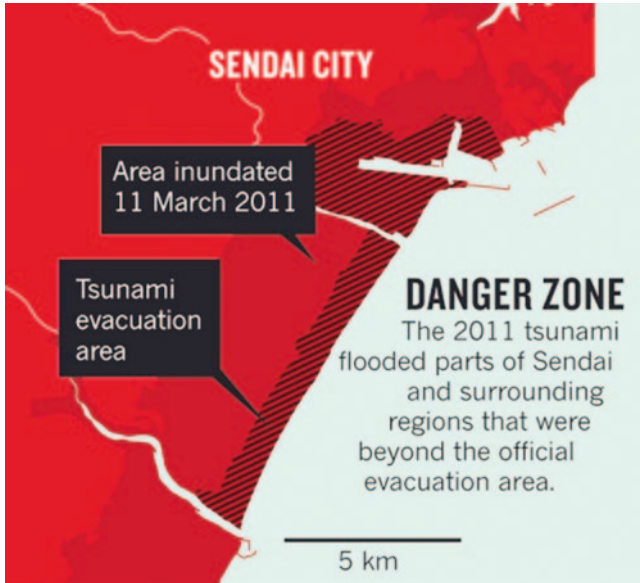 SENDAI CITY
Area inundated
11 March 2011
Tsunami
evacuation
area
DANGER ZONE
The 2011 tsunami
flooded parts of Sendai
and surrounding
regions that were
beyond the official
evacuation area.
5 km